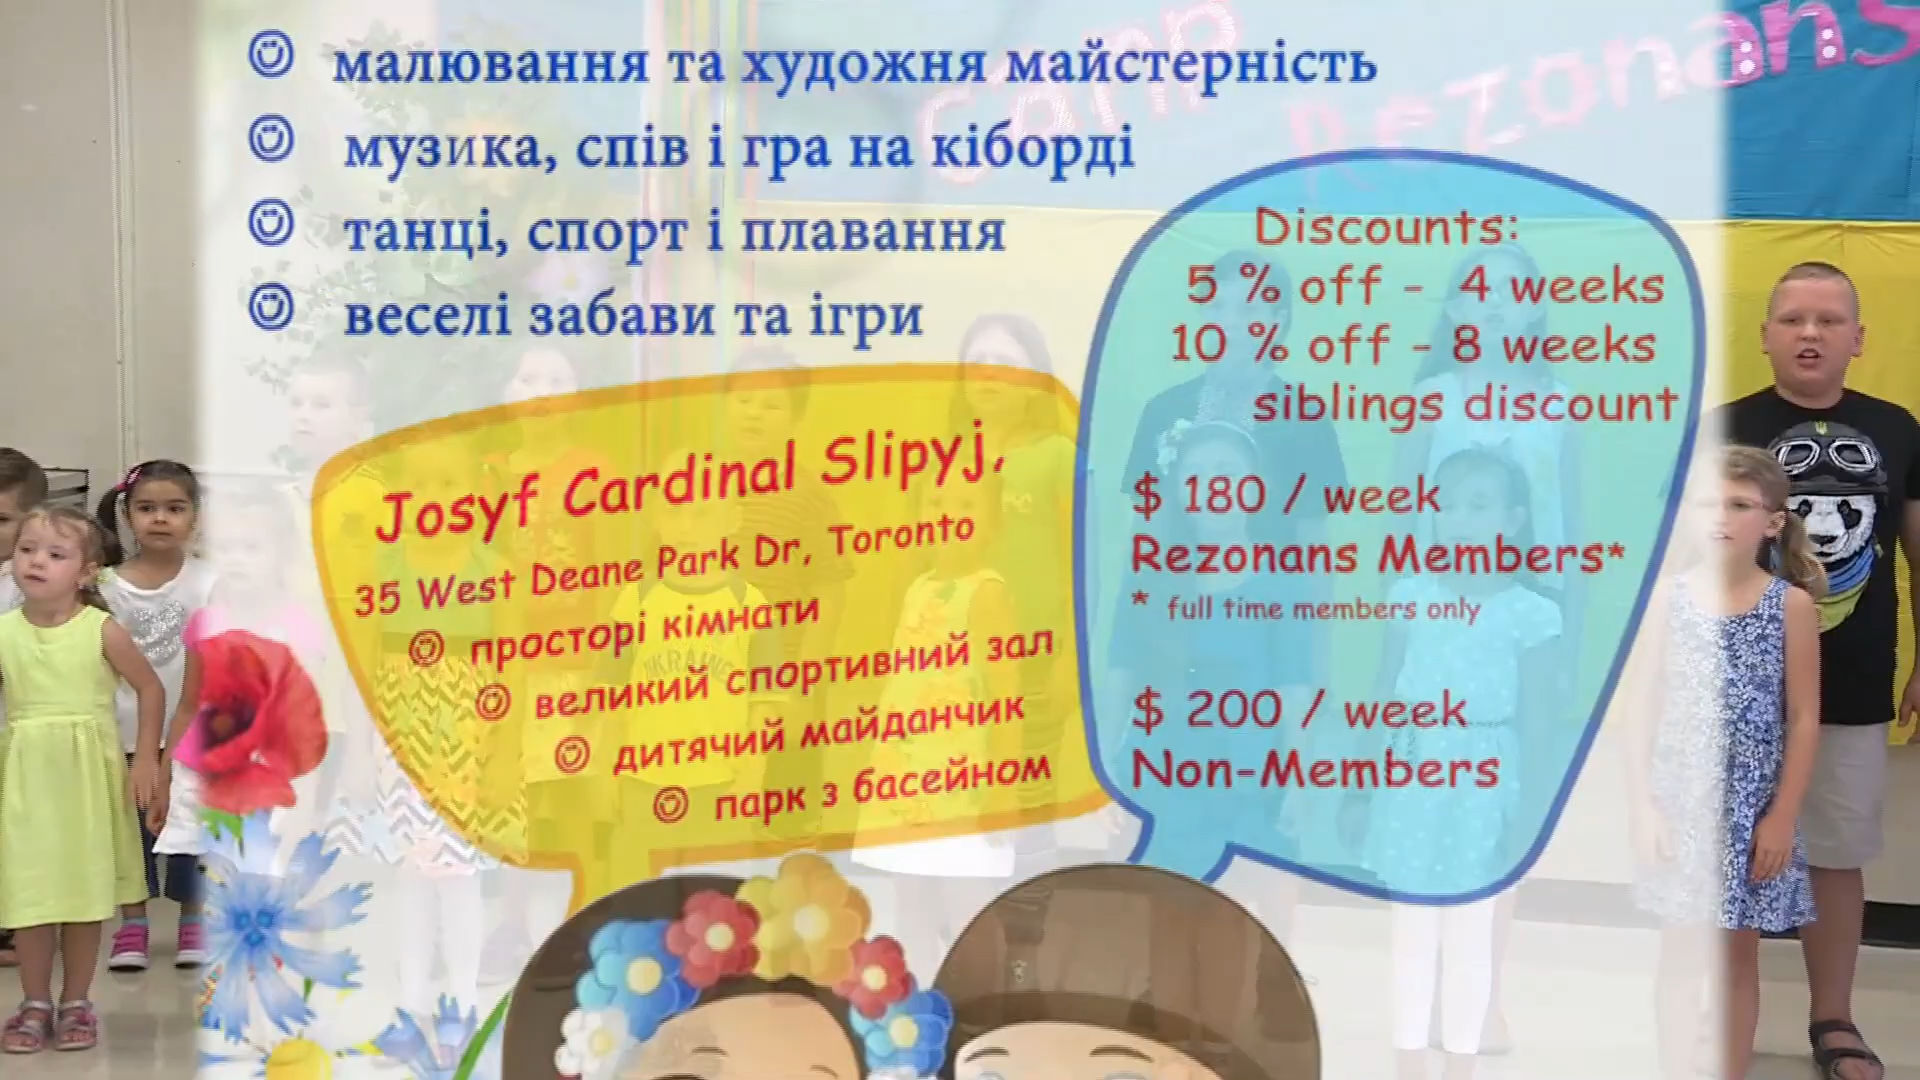 Camp
Rezonans
малювання та художня майстерність
музика, спів і гра на кіборді
танці, спорт і плавання
веселі забави та ігри
Discounts:
5 % off - 4 weeks
10 % off - 8 weeks
siblings discount
$ 180 / week
Rezonans Members*
* full time members only
$ 200 / week
Non-Members
Josyf Cardinal Slipyj,
35 West Deane Park Dr, Toronto
просторі кімнати
великий спортивний зал
дитячий майданчик
парк з басейном
UKRAINE